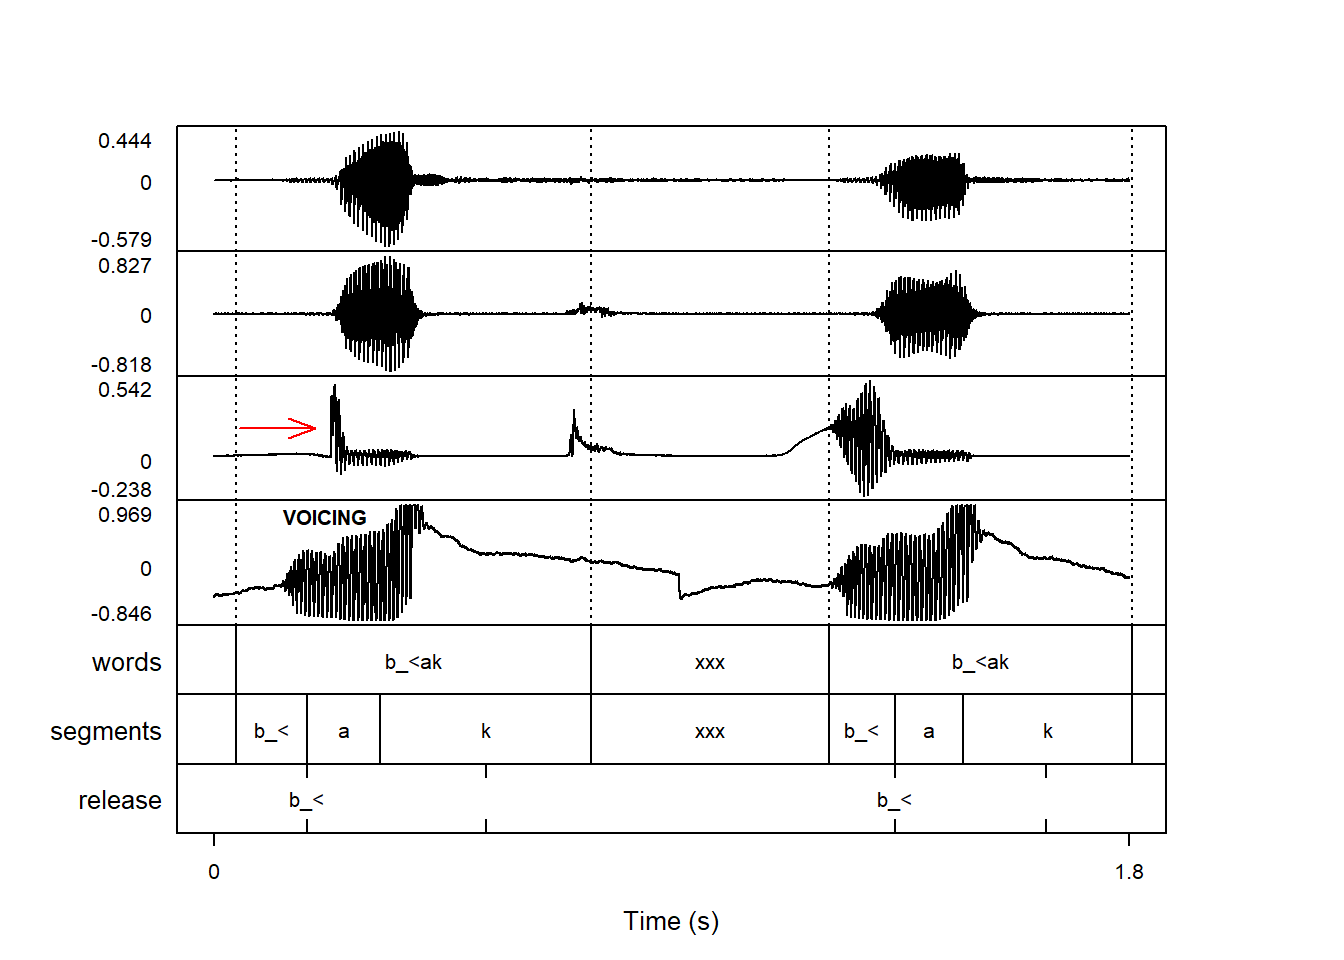 0.444
0
-0.579
0.827
0
-0.818
0.542
0
-0.238
0.969
VOICING
0
-0.846
words b_<ak xxx b_<ak
segments b_< a k xxx b_< a k
release b_< b_<
0 1.8
Time (s)